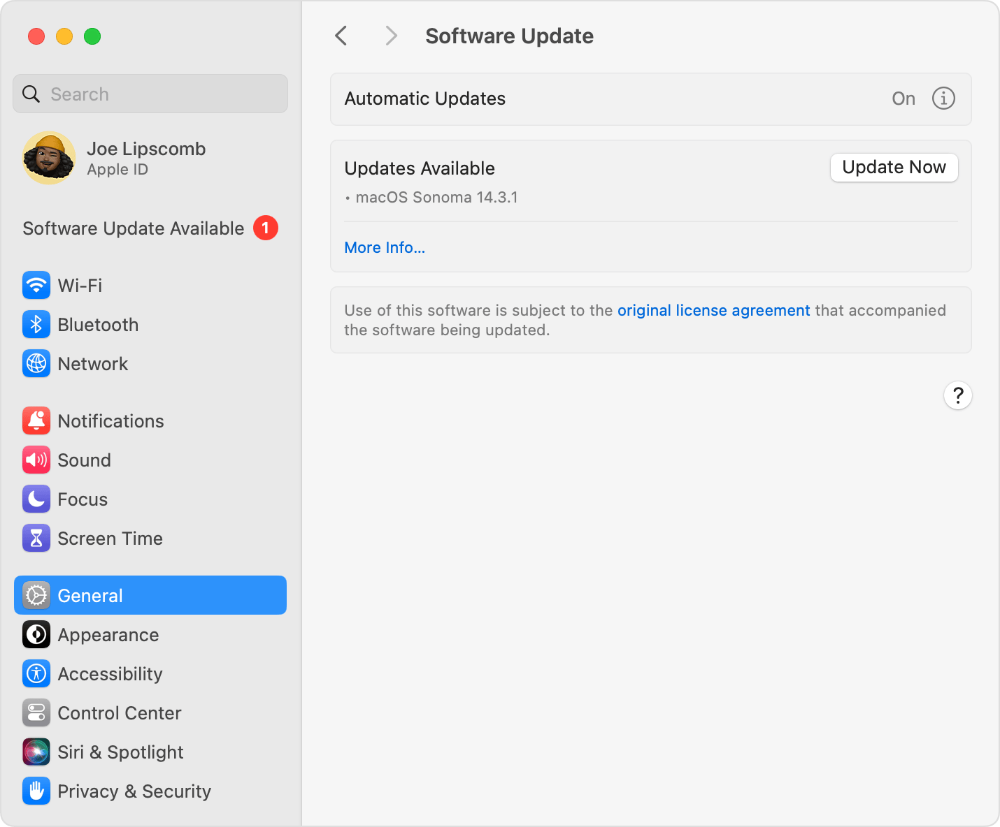 Search
Joe Lipscomb
Apple ID
Software Update Available 1
Wi-Fi
Bluetooth
Network
Notifications
Sound
Focus
Screen Time
General
Appearance
Accessibility
Control Center
Siri & Spotlight
Privacy & Security
Software Update
Automatic Updates On
Updates Available Update Now
• macOS Sonoma 14.3.1
More Info...
Use of this software is subject to the original license agreement that accompanied
the software being updated.
?